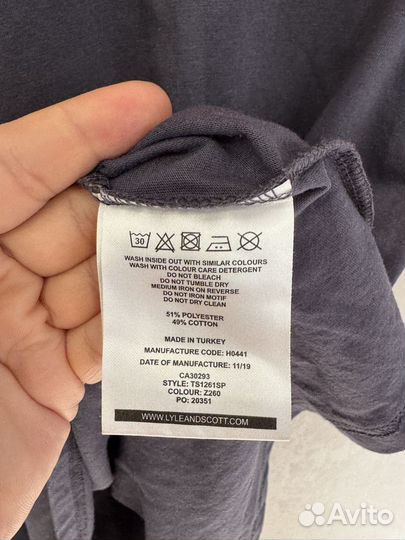 30
WASH INSIDE OUT WITH SIMILAR COLOURS
WASH WITH COLOUR CARE DETERGENT
DO NOT BLEACH
DO NOT TUMBLE DRY
MEDIUM IRON ON REVERSE
DO NOT IRON MOTIF
DO NOT DRY CLEAN
51% POLYESTER
49% COTTON
MADE IN TURKEY
MANUFACTURE CODE: H0441
DATE OF MANUFACTURE: 11/19
CA30293
STYLE: TS1261SP
COLOUR: Z260
PO: 20351
WWW.LYLEANDSCOTT.COM
Avito